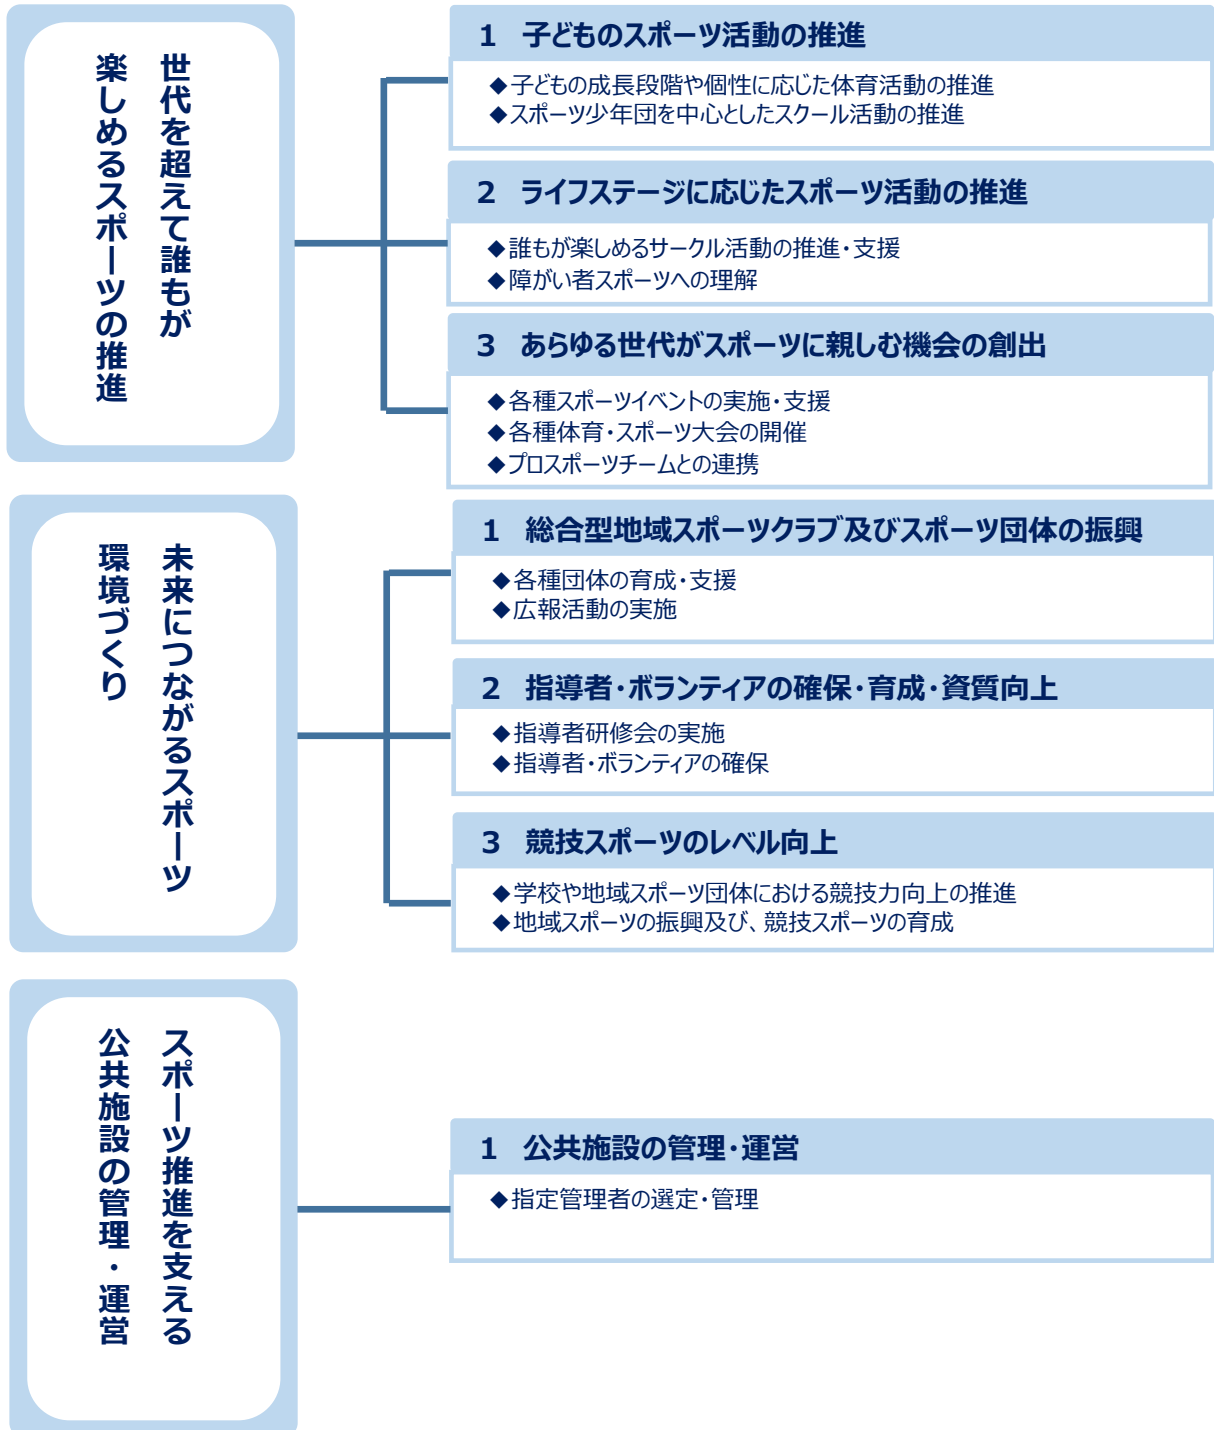 世代を超えて誰もが
楽しめるスポーツの推進
1 子どものスポーツ活動の推進
◆子どもの成長段階や個性に応じた体育活動の推進
◆スポーツ少年団を中心としたスクール活動の推進
2 ライフステージに応じたスポーツ活動の推進
◆誰もが楽しめるサークル活動の推進・支援
◆障がい者スポーツへの理解
3 あらゆる世代がスポーツに親しむ機会の創出
◆各種スポーツイベントの実施・支援
◆各種体育・スポーツ大会の開催
◆プロスポーツチームとの連携
未来につながるスポーツ
環境づくり
1 総合型地域スポーツクラブ及びスポーツ団体の振興
◆各種団体の育成・支援
◆広報活動の実施
2 指導者・ボランティアの確保・育成・資質向上
◆指導者研修会の実施
◆指導者・ボランティアの確保
3 競技スポーツのレベル向上
◆学校や地域スポーツ団体における競技力向上の推進
◆地域スポーツの振興及び、競技スポーツの育成
スポーツ推進を支える
公共施設の管理・運営
1 公共施設の管理・運営
◆指定管理者の選定・管理